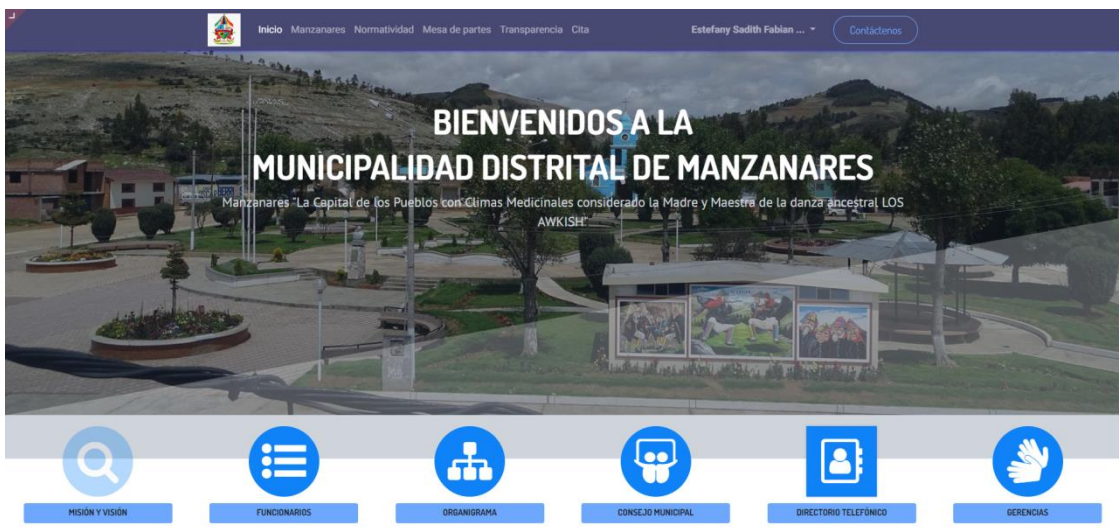 Inicio Manzanares Normatividad Mesa de partes Transparencia Cita Estefany Sadith Fabian ... Contáctenos
BIENVENIDOS A LA
MUNICIPALIDAD DISTRITAL DE MANZANARES
Manzanares "La Capital de los Pueblos con Climas Medicinales considerado la Madre y Maestra de la danza ancestral LOS
AWKISH"
MISIÓN Y VISIÓN FUNCIONARIOS ORGANIGRAMA CONSEJO MUNICIPAL DIRECTORIO TELEFÓNICO GERENCIAS